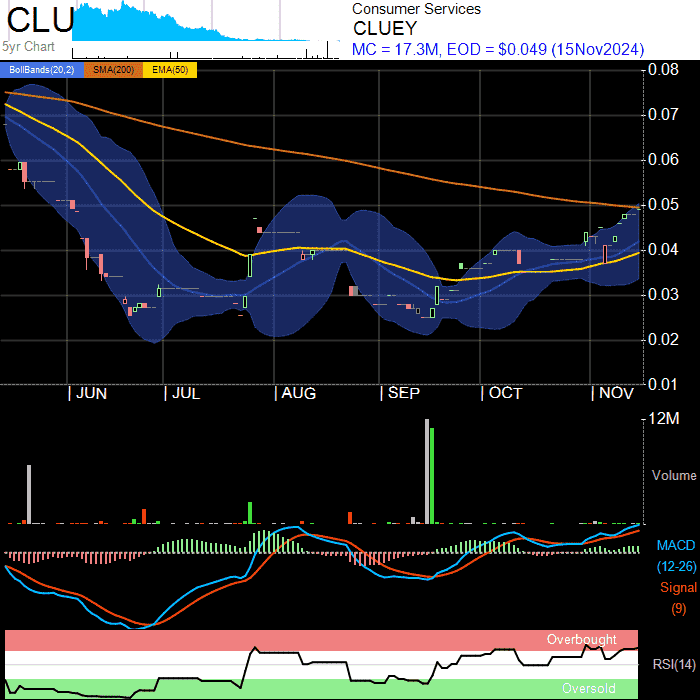 CLU
5yr Chart
Consumer Services
CLUEY
MC = 17.3M, EOD = $0.049 (15Nov2024)
BollBands(20,2) SMA(200) EMA(50)
0.08
0.07
0.06
0.05
0.04
0.03
0.02
0.01
JUN JUL AUG SEP OCT NOV
12M
Volume
MACD
(12-26)
Signal
(9)
Overbought
RSI(14)
Oversold